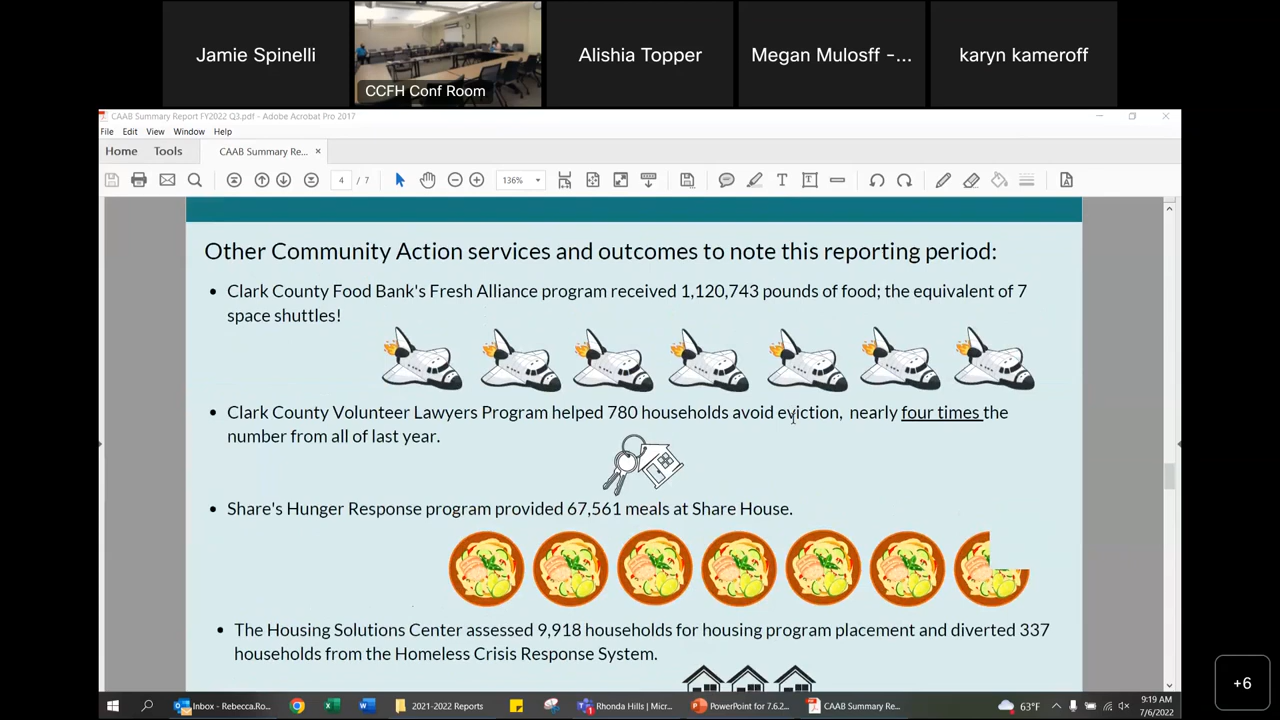 Jamie Spinelli
CCFH Conf Room
Alishia Topper
Megan Mulosff -...
karyn kameroff
CAAB Summary Report FY2022 Q3.pdf - Adobe Acrobat Pro 2017
File Edit View Window Help
Home Tools CAAB Summary Re... ×
4 / 7 136%
Other Community Action services and outcomes to note this reporting period:
• Clark County Food Bank's Fresh Alliance program received 1,120,743 pounds of food; the equivalent of 7
space shuttles!
• Clark County Volunteer Lawyers Program helped 780 households avoid eviction, nearly four times the
number from all of last year.
• Share's Hunger Response program provided 67,561 meals at Share House.
• The Housing Solutions Center assessed 9,918 households for housing program placement and diverted 337
households from the Homeless Crisis Response System.
+6
Inbox - Rebecca.Ro... 2021-2022 Reports Rhonda Hills | Micr... PowerPoint for 7.6.2... CAAB Summary Re... 63°F 9:19 AM
7/6/2022